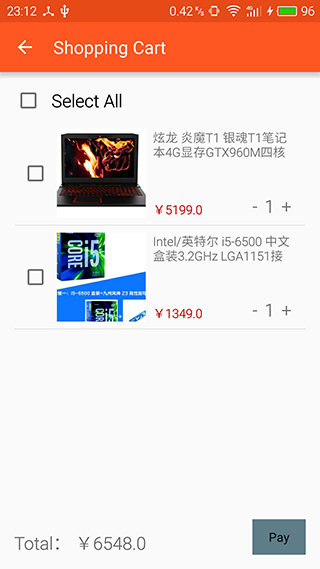 23:12 0.42 K/s 4G 96
Shopping Cart
Select All
炫龙 炎魔T1 银魂T1笔记
本4G显存GTX960M四核
￥5199.0 - 1 +
CORE i5
Intel/英特尔 i5-6500 中文
盒装3.2GHz LGA1151接
￥1349.0 - 1 +
Total: ￥6548.0
Pay